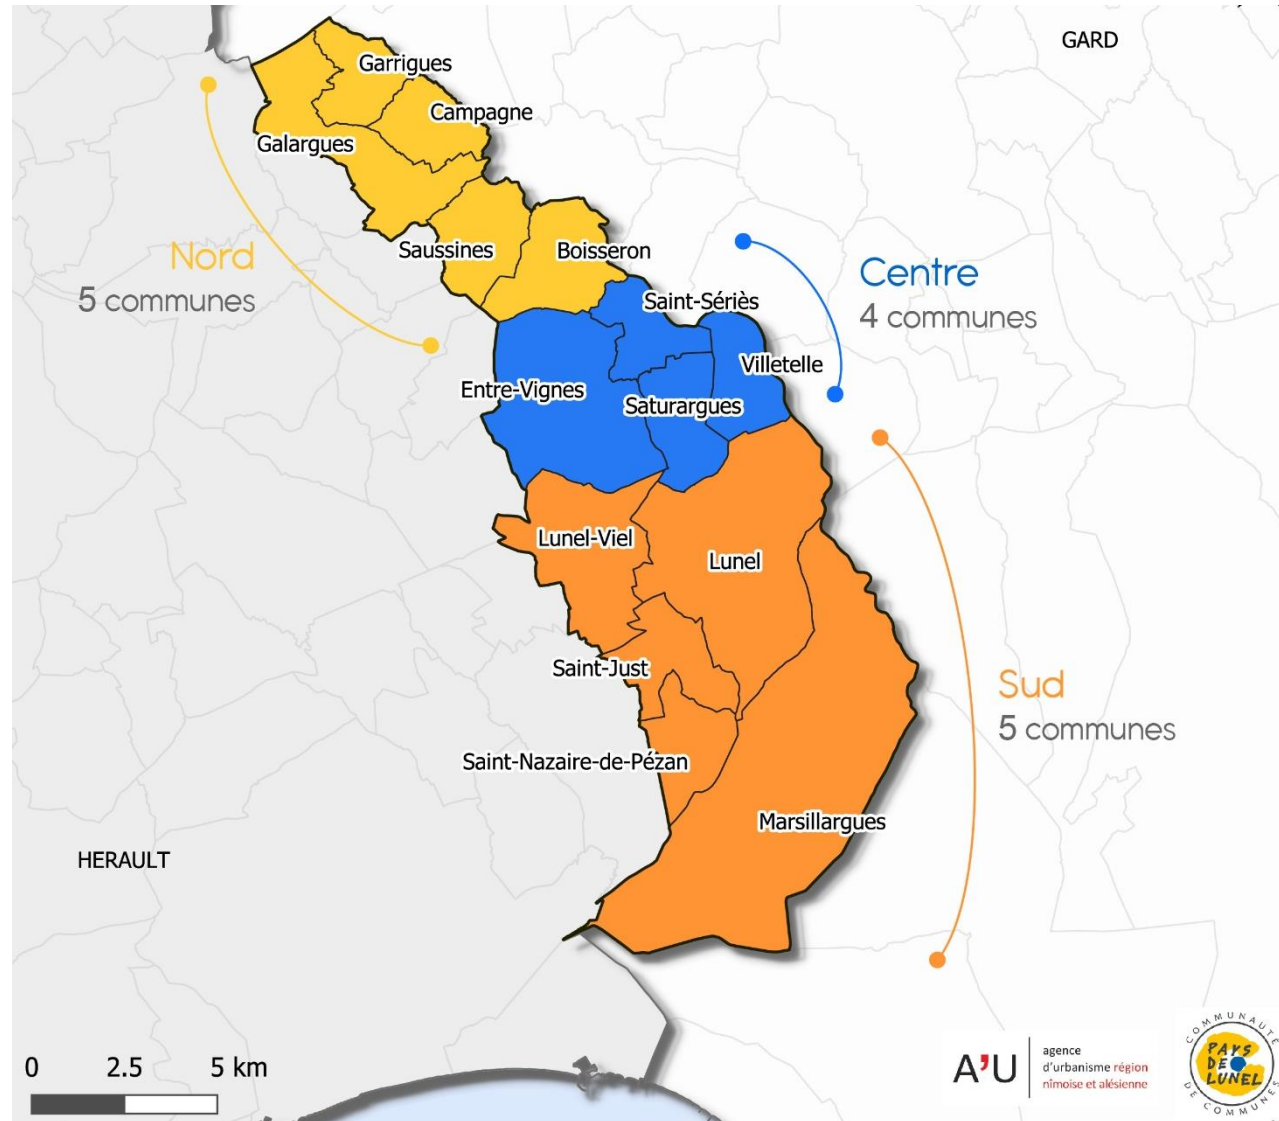 GARD
Garrigues
Campagne
Galargues
Nord
5 communes
Saussines
Boisseron
Centre
4 communes
Saint-Sériès
Villetelle
Entre-Vignes
Saturargues
Lunel-Viel
Lunel
Saint-Just
Sud
5 communes
Saint-Nazaire-de-Pézan
Marsillargues
HERAULT
0 2.5 5 km
A'U
agence
d'urbanisme région
nîmoise et alésienne
COMMUNAUTÉ
PAYS
DE
LUNEL
DE COMMUNES